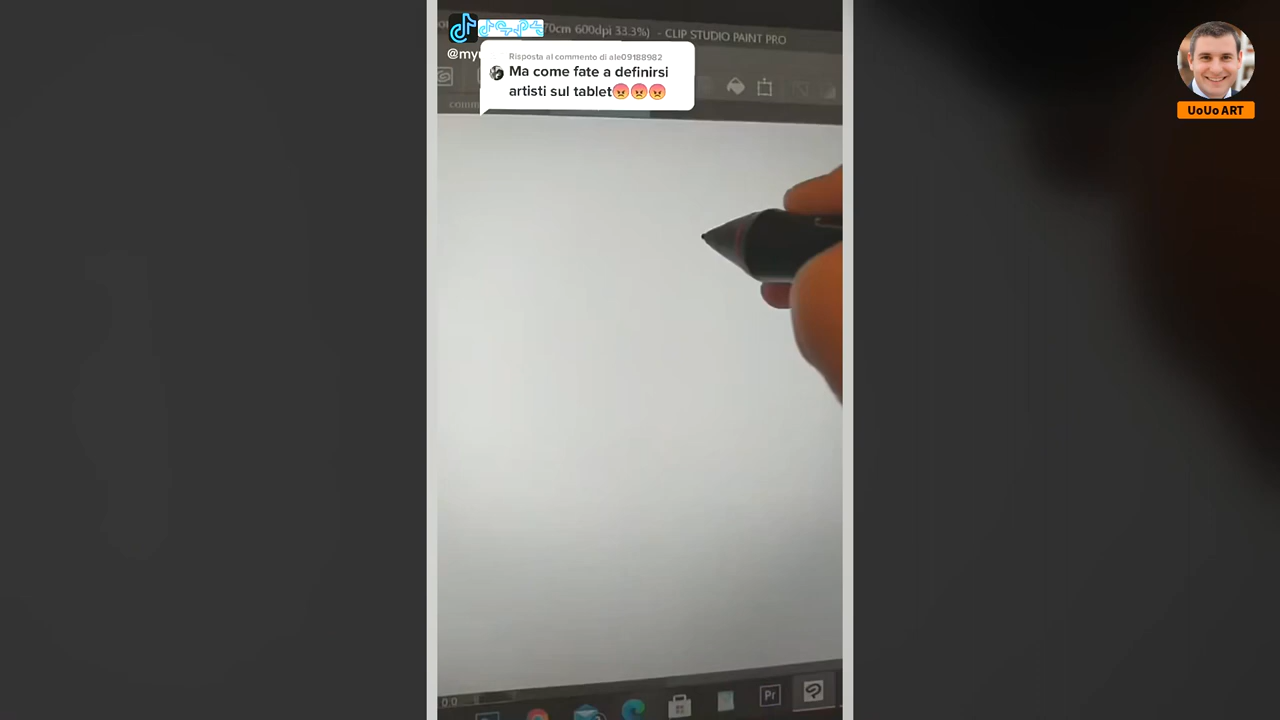 70cm 600dpi 33.3%) - CLIP STUDIO PAINT PRO
Risposta al commento di ale09188982
Ma come fate a definirsi
artisti sul tablet😡😡😡
UoUo ART
Pr